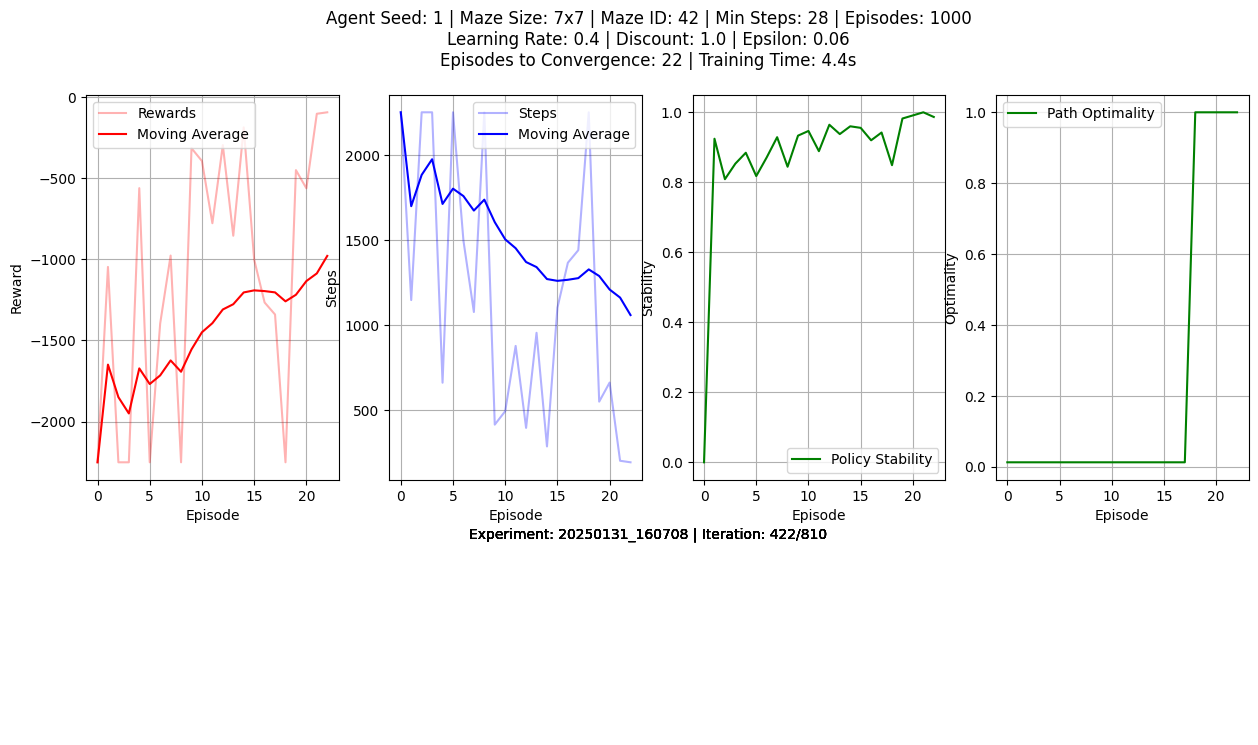 Agent Seed: 1 | Maze Size: 7x7 | Maze ID: 42 | Min Steps: 28 | Episodes: 1000
Learning Rate: 0.4 | Discount: 1.0 | Epsilon: 0.06
Episodes to Convergence: 22 | Training Time: 4.4s
Reward
0
−500
−1000
−1500
−2000
Rewards
Moving Average
0
5
10
15
20
Episode
Steps
2000
1500
1000
500
Steps
Moving Average
0
5
10
15
20
Episode
Stability
1.0
0.8
0.6
0.4
0.2
0.0
Policy Stability
0
5
10
15
20
Episode
Optimality
1.0
0.8
0.6
0.4
0.2
0.0
Path Optimality
0
5
10
15
20
Episode
Experiment: 20250131_160708 | Iteration: 422/810